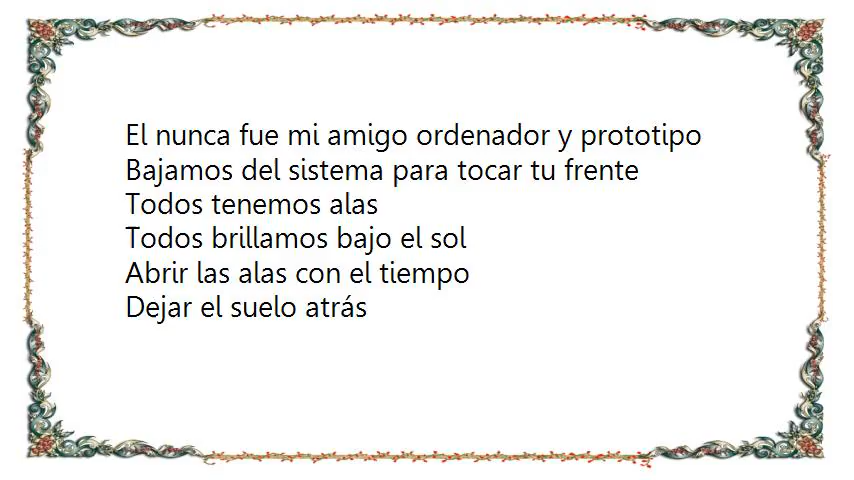 El nunca fue mi amigo ordenador y prototipo
Bajamos del sistema para tocar tu frente
Todos tenemos alas
Todos brillamos bajo el sol
Abrir las alas con el tiempo
Dejar el suelo atrás